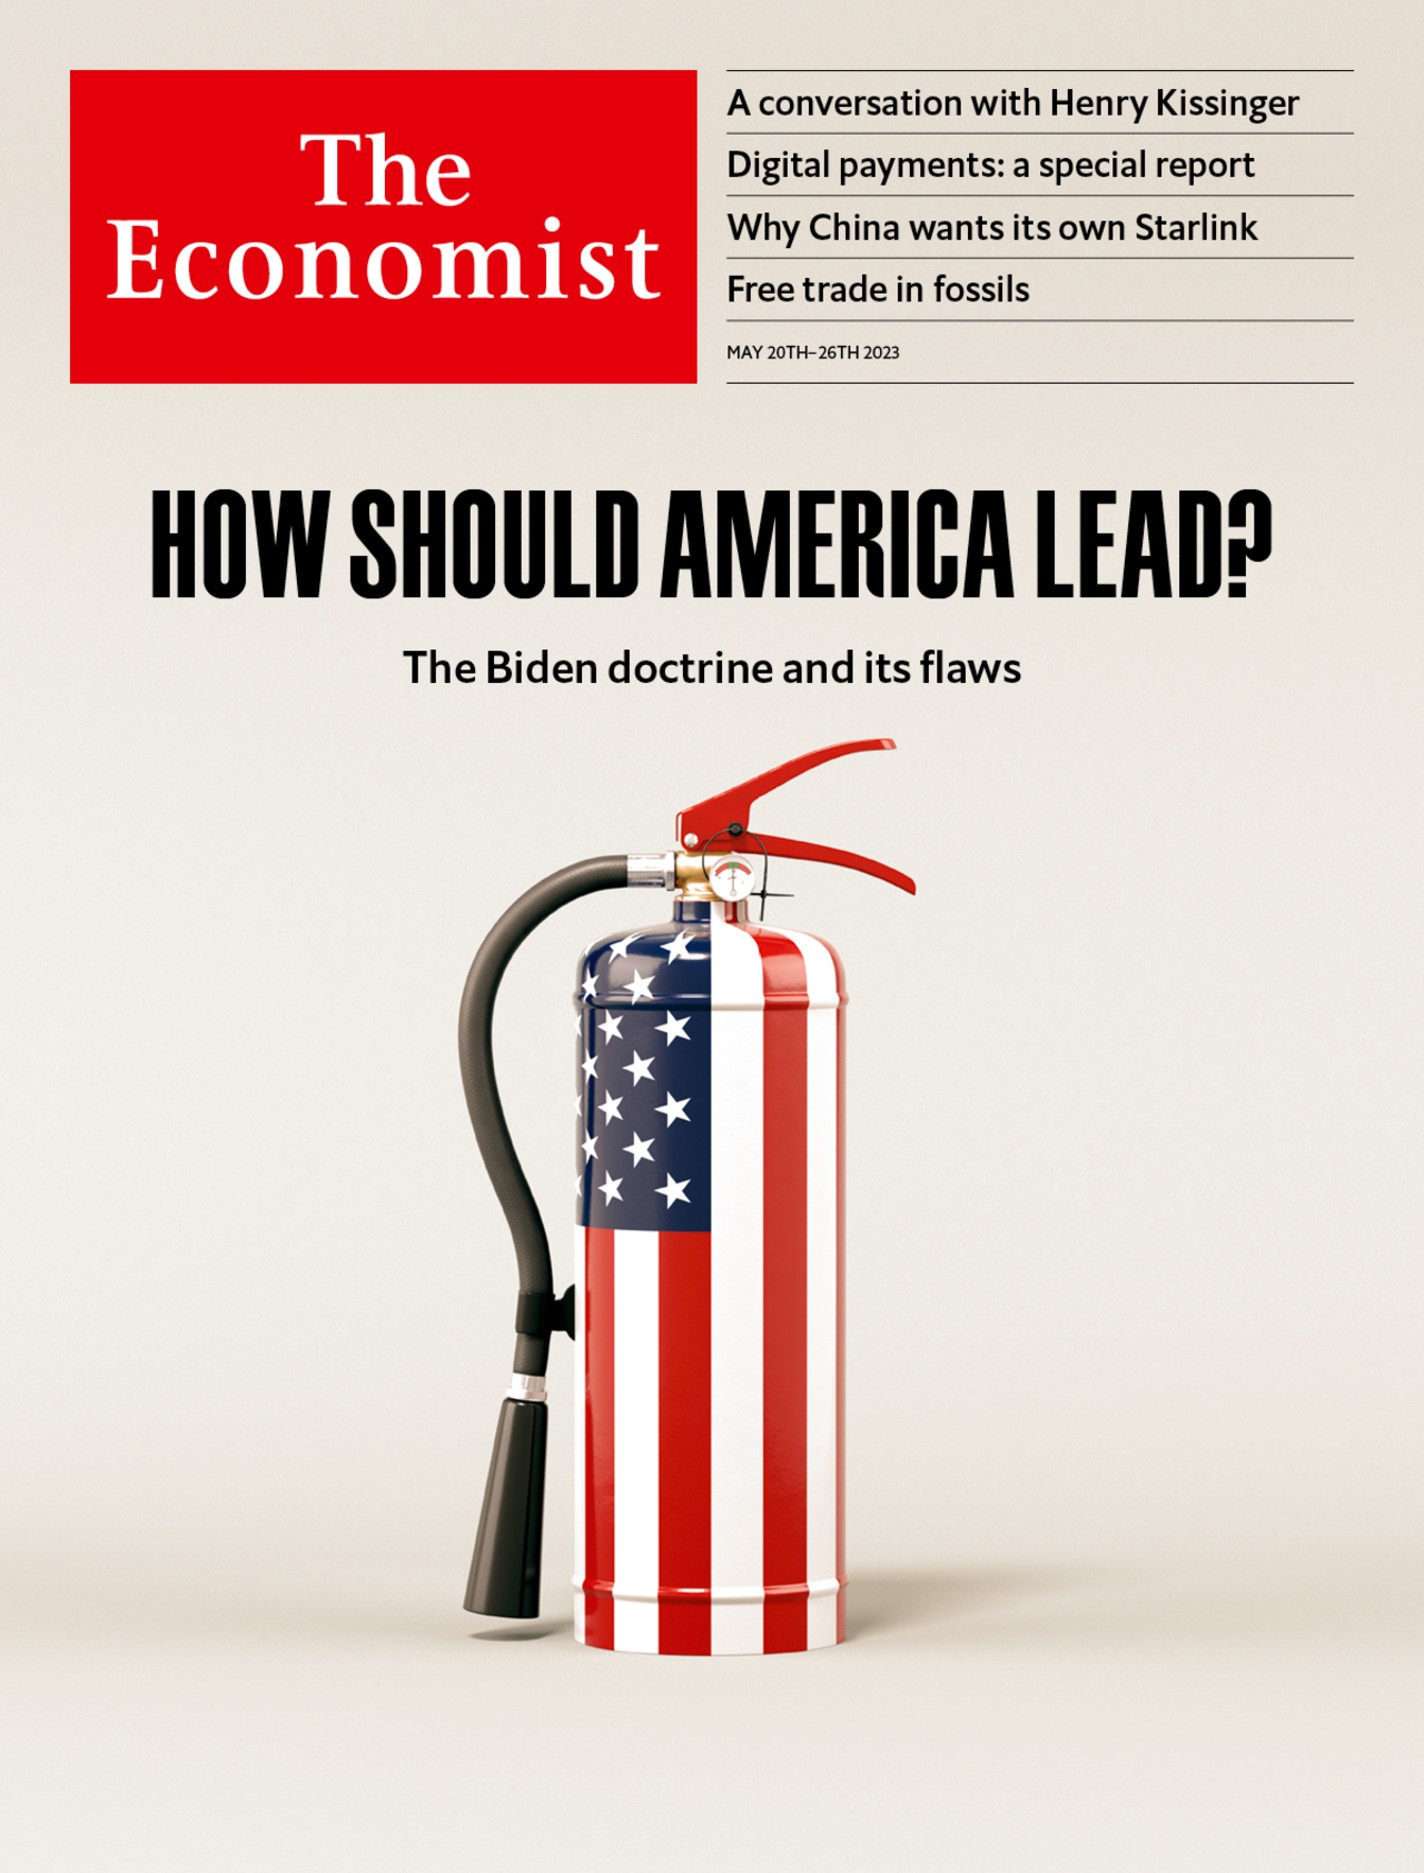 The
Economist
A conversation with Henry Kissinger
Digital payments: a special report
Why China wants its own Starlink
Free trade in fossils
MAY 20TH–26TH 2023
HOW SHOULD AMERICA LEAD?
The Biden doctrine and its flaws